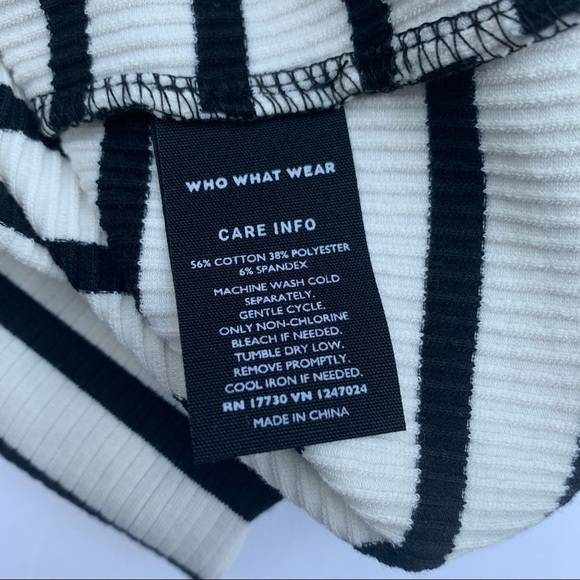 WHO WHAT WEAR
CARE INFO
56% COTTON 38% POLYESTER
6% SPANDEX
MACHINE WASH COLD
SEPARATELY.
GENTLE CYCLE.
ONLY NON-CHLORINE
BLEACH IF NEEDED.
TUMBLE DRY LOW.
REMOVE PROMPTLY.
COOL IRON IF NEEDED.
RN 17730 VN 1247024
MADE IN CHINA